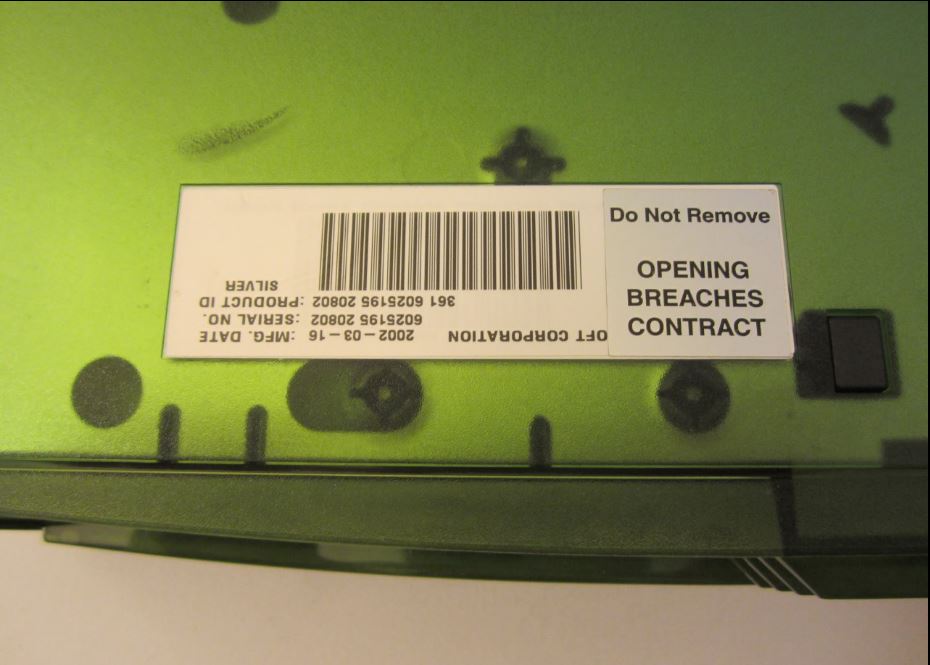 OFT CORPORATION 2002-03-16 :MFG. DATE
6025195 20802 :SERIAL NO.
361 6025195 20802 :PRODUCT ID
SILVER
Do Not Remove
OPENING
BREACHES
CONTRACT